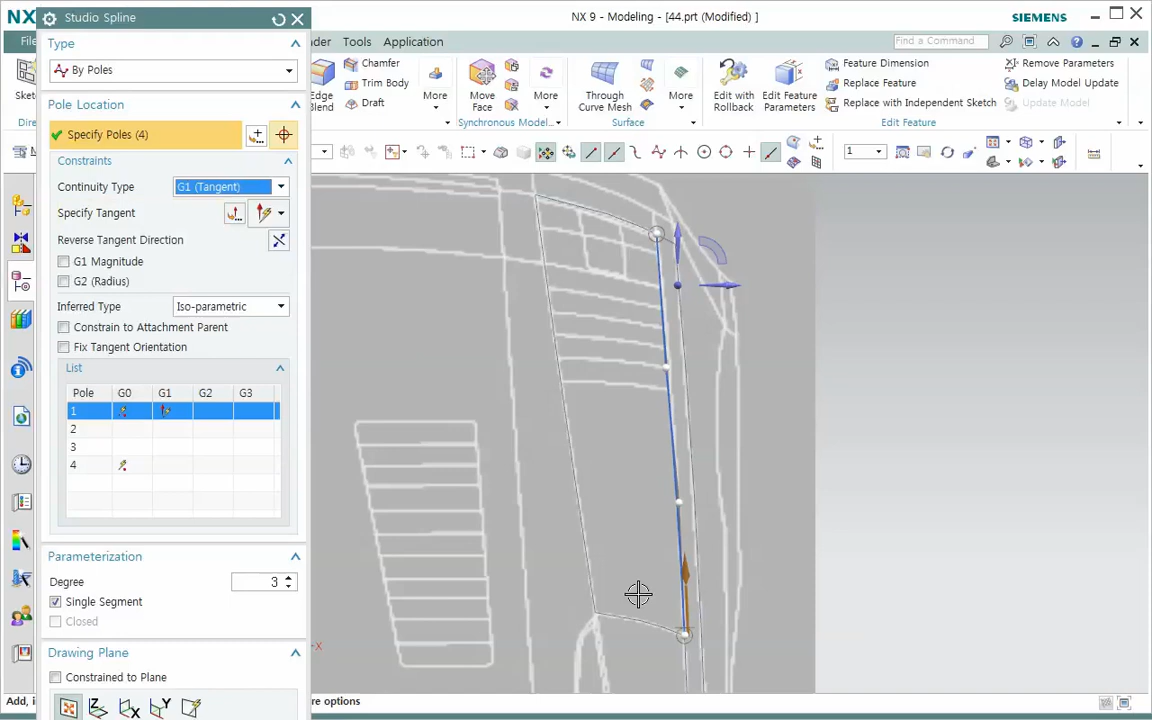 NX
Studio Spline
NX 9 - Modeling - [44.prt (Modified) ]
SIEMENS
Tools
Application
Find a Command
Type
By Poles
Pole Location
Specify Poles (4)
Constraints
Continuity Type
G1 (Tangent)
Specify Tangent
Reverse Tangent Direction
G1 Magnitude
G2 (Radius)
Inferred Type
Iso-parametric
Constrain to Attachment Parent
Fix Tangent Orientation
List
Pole G0 G1 G2 G3
1
2
3
4
Parameterization
Degree
3
Single Segment
Closed
Drawing Plane
Constrained to Plane
Edge
Blend
Chamfer
Trim Body
Draft
More
Move
Face
More
Synchronous Model...
Through
Curve Mesh
More
Surface
Edit with
Rollback
Edit Feature
Parameters
Feature Dimension
Replace Feature
Replace with Independent Sketch
Remove Parameters
Delay Model Update
Update Model
Edit Feature
1
X
re options